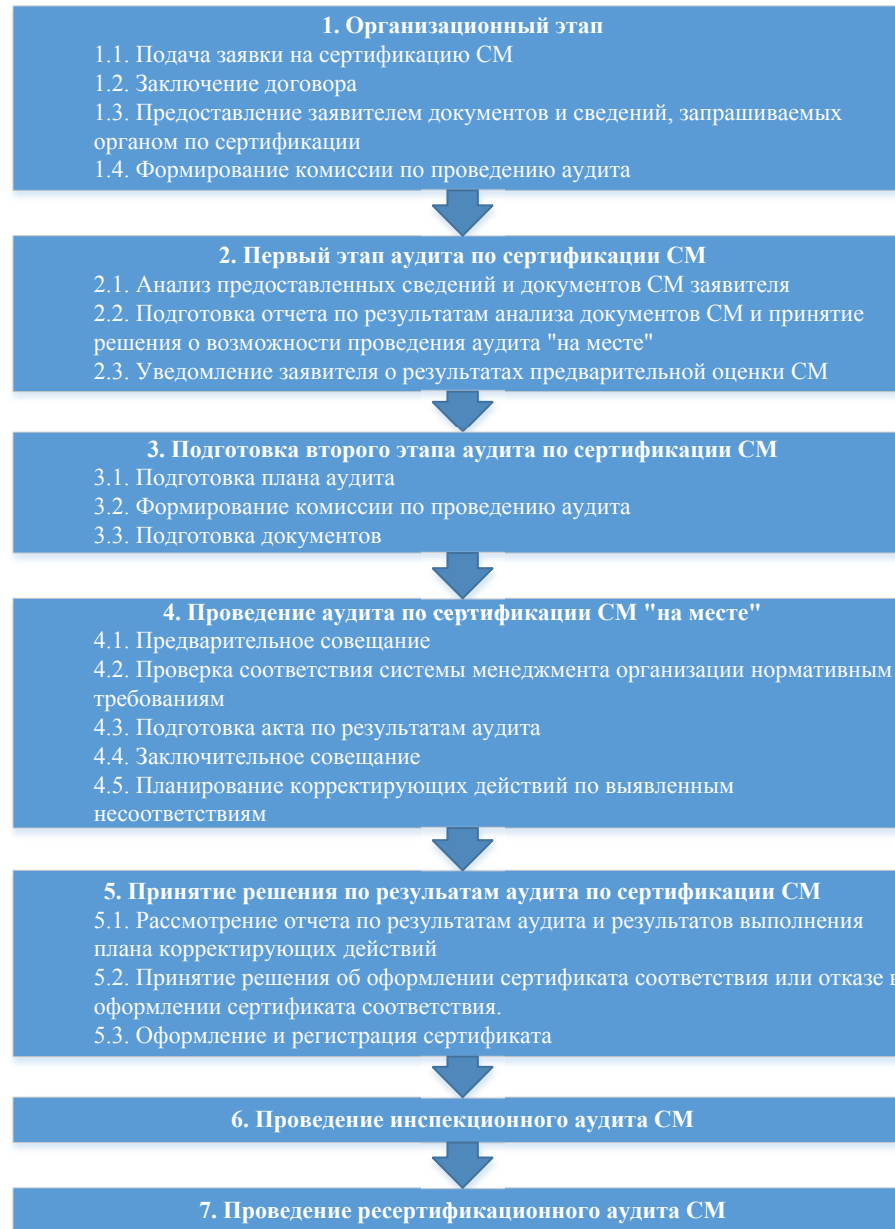 1. Организационный этап
1.1. Подача заявки на сертификацию СМ
1.2. Заключение договора
1.3. Предоставление заявителем документов и сведений, запрашиваемых
органом по сертификации
1.4. Формирование комиссии по проведению аудита
2. Первый этап аудита по сертификации СМ
2.1. Анализ предоставленных сведений и документов СМ заявителя
2.2. Подготовка отчета по результатам анализа документов СМ и принятие
решения о возможности проведения аудита "на месте"
2.3. Уведомление заявителя о результатах предварительной оценки СМ
3. Подготовка второго этапа аудита по сертификации СМ
3.1. Подготовка плана аудита
3.2. Формирование комиссии по проведению аудита
3.3. Подготовка документов
4. Проведение аудита по сертификации СМ "на месте"
4.1. Предварительное совещание
4.2. Проверка соответствия системы менеджмента организации нормативным
требованиям
4.3. Подготовка акта по результатам аудита
4.4. Заключительное совещание
4.5. Планирование корректирующих действий по выявленным
несоответствиям
5. Принятие решения по резульатам аудита по сертификации СМ
5.1. Рассмотрение отчета по результатам аудита и результатов выполнения
плана корректирующих действий
5.2. Принятие решения об оформлении сертификата соответствия или отказе в
оформлении сертификата соответствия.
5.3. Оформление и регистрация сертификата
6. Проведение инспекционного аудита СМ
7. Проведение ресертификационного аудита СМ